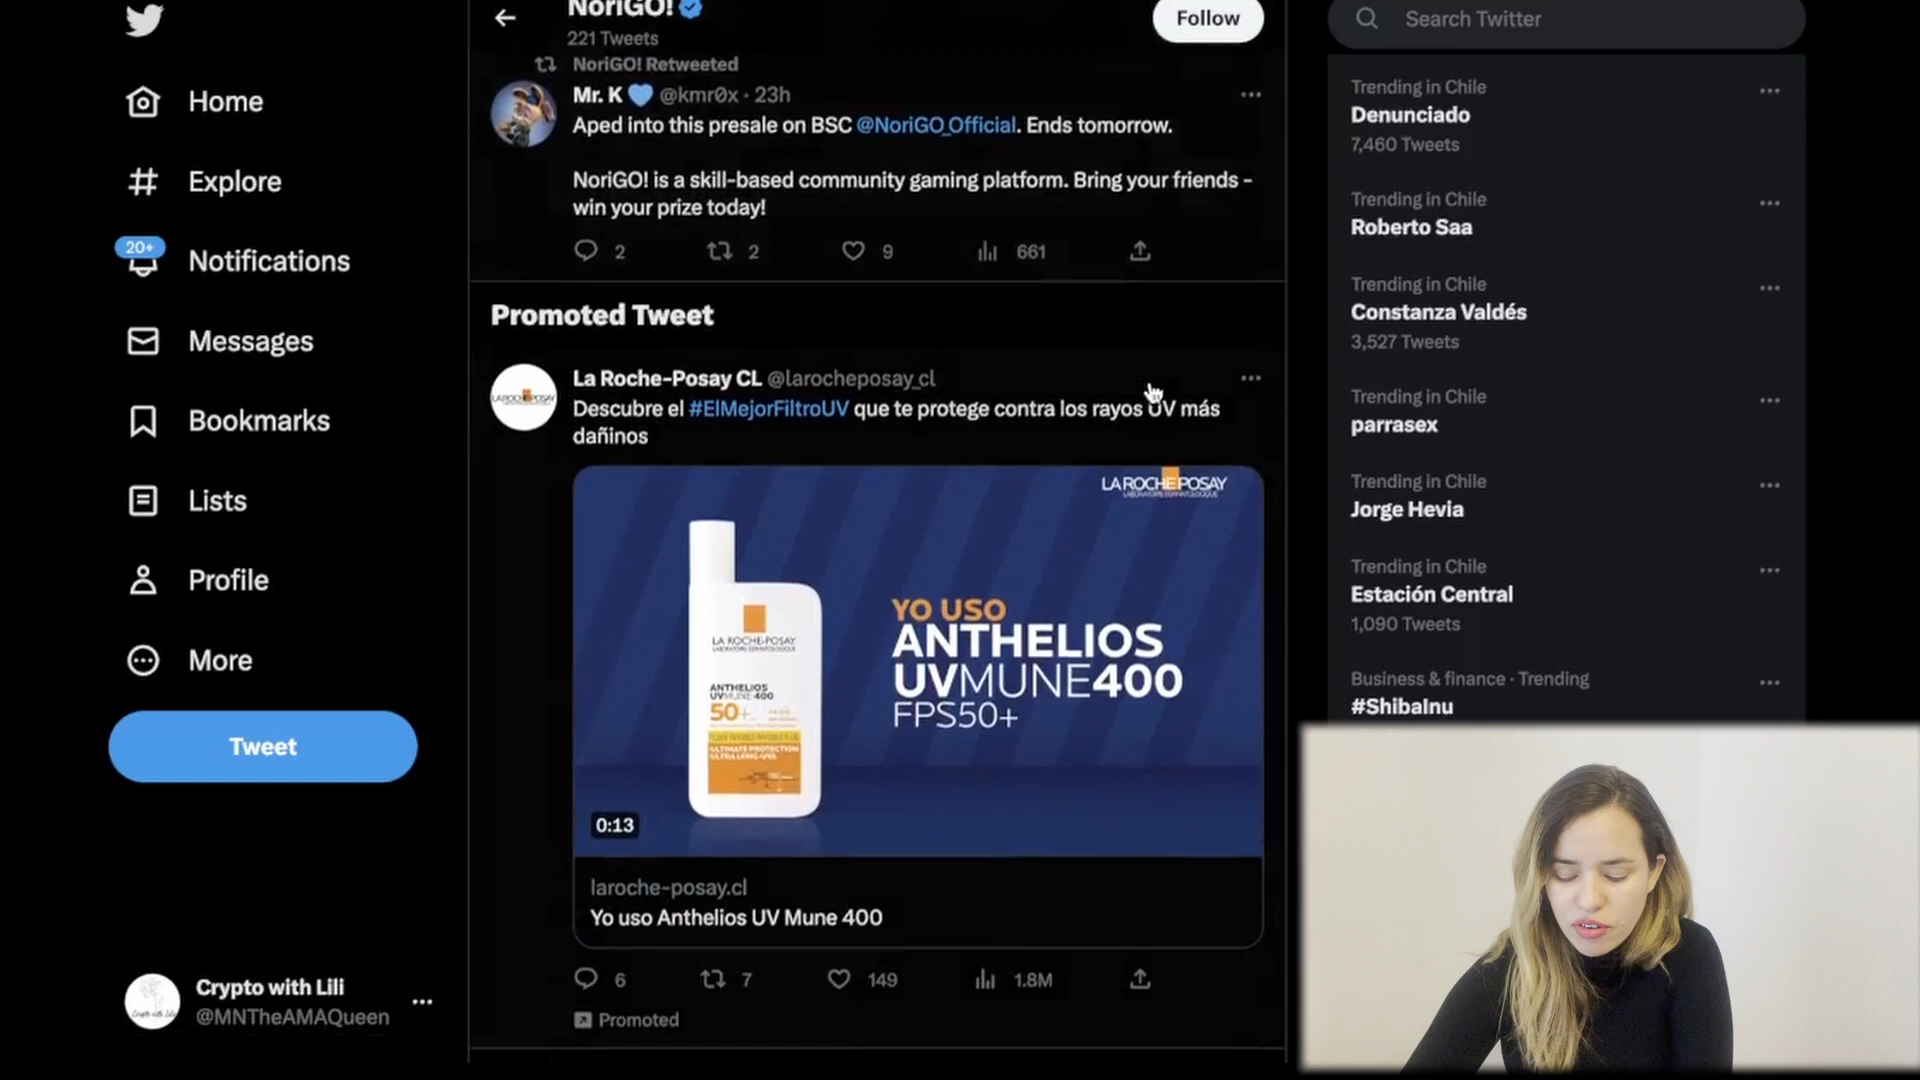 Home
Explore
20+
Notifications
Messages
Bookmarks
Lists
Profile
More
Tweet
Crypto with Lili
@MNTheAMAQueen
NoriGO!
221 Tweets
Follow
NoriGO! Retweeted
Mr. K @kmr0x · 23h
Aped into this presale on BSC @NoriGO_Official. Ends tomorrow.
NoriGO! is a skill-based community gaming platform. Bring your friends -
win your prize today!
2 2 9 661
Promoted Tweet
La Roche-Posay CL @larocheposay_cl
Descubre el #ElMejorFiltroUV que te protege contra los rayos UV más
dañinos
LA ROCHE POSAY
LABORATOIRE DERMATOLOGIQUE
LA ROCHE-POSAY
LABORATOIRE DERMATOLOGIQUE
ANTHELIOS
UVMUNE 400
50+
ULTIMATE PROTECTION
ULTRA LONG-UVA
YO USO
ANTHELIOS
UVMUNE400
FPS50+
0:13
laroche-posay.cl
Yo uso Anthelios UV Mune 400
6 7 149 1.8M
Promoted
Search Twitter
Trending in Chile
Denunciado
7,460 Tweets
Trending in Chile
Roberto Saa
Trending in Chile
Constanza Valdés
3,527 Tweets
Trending in Chile
parrasex
Trending in Chile
Jorge Hevia
Trending in Chile
Estación Central
1,090 Tweets
Business & finance · Trending
#ShibaInu